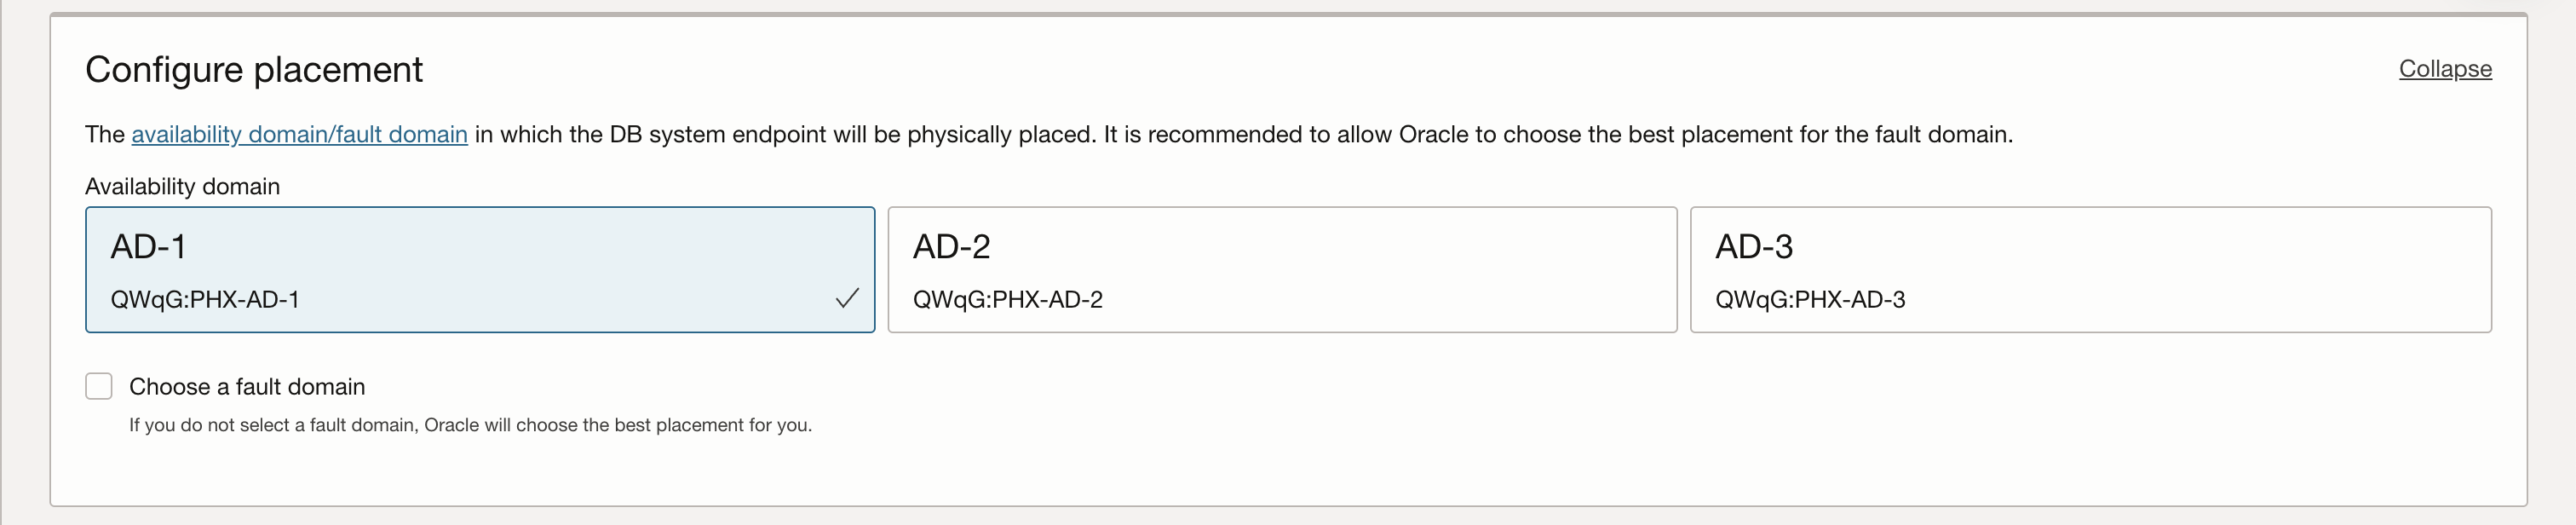 Configure placement
Collapse
The availability domain/fault domain in which the DB system endpoint will be physically placed. It is recommended to allow Oracle to choose the best placement for the fault domain.
Availability domain
AD-1
QWqG:PHX-AD-1
AD-2
QWqG:PHX-AD-2
AD-3
QWqG:PHX-AD-3
Choose a fault domain
If you do not select a fault domain, Oracle will choose the best placement for you.